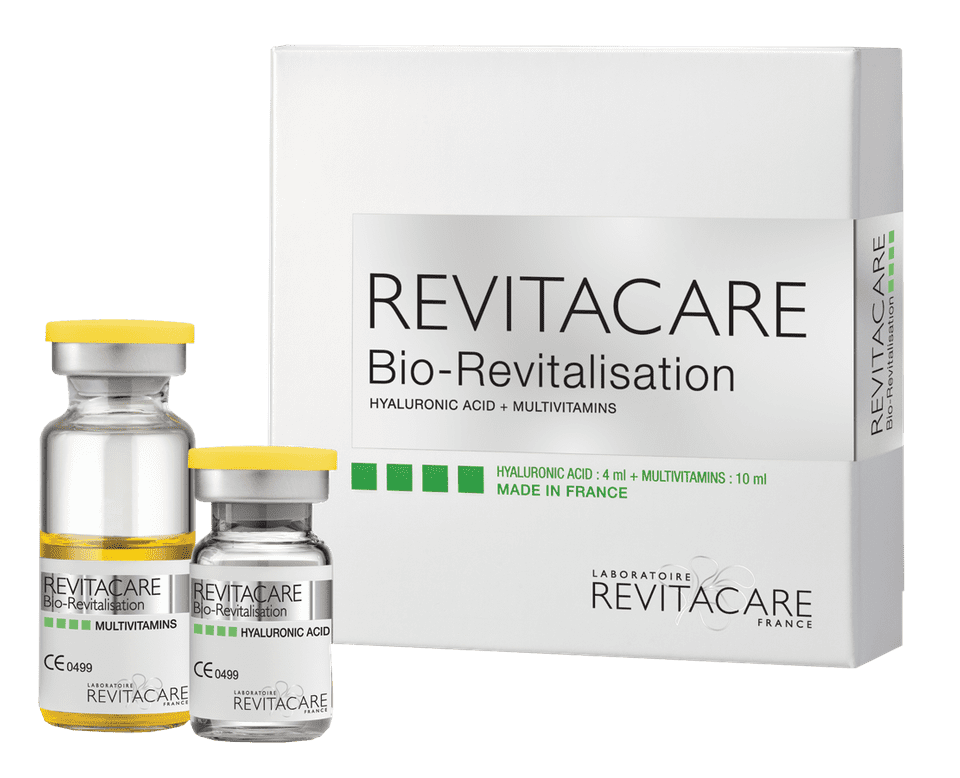 REVITACARE
Bio-Revitalisation
HYALURONIC ACID + MULTIVITAMINS
HYALURONIC ACID : 4 ml + MULTIVITAMINS : 10 ml
MADE IN FRANCE
LABORATOIRE
REVITACARE
FRANCE
REVITACARE
Bio-Revitalisation
REVITACARE
Bio-Revitalisation
MULTIVITAMINS
CE 0499
LABORATOIRE
REVITACARE
FRANCE
REVITACARE
Bio-Revitalisation
HYALURONIC ACID
CE 0499
LABORATOIRE
REVITACARE
FRANCE